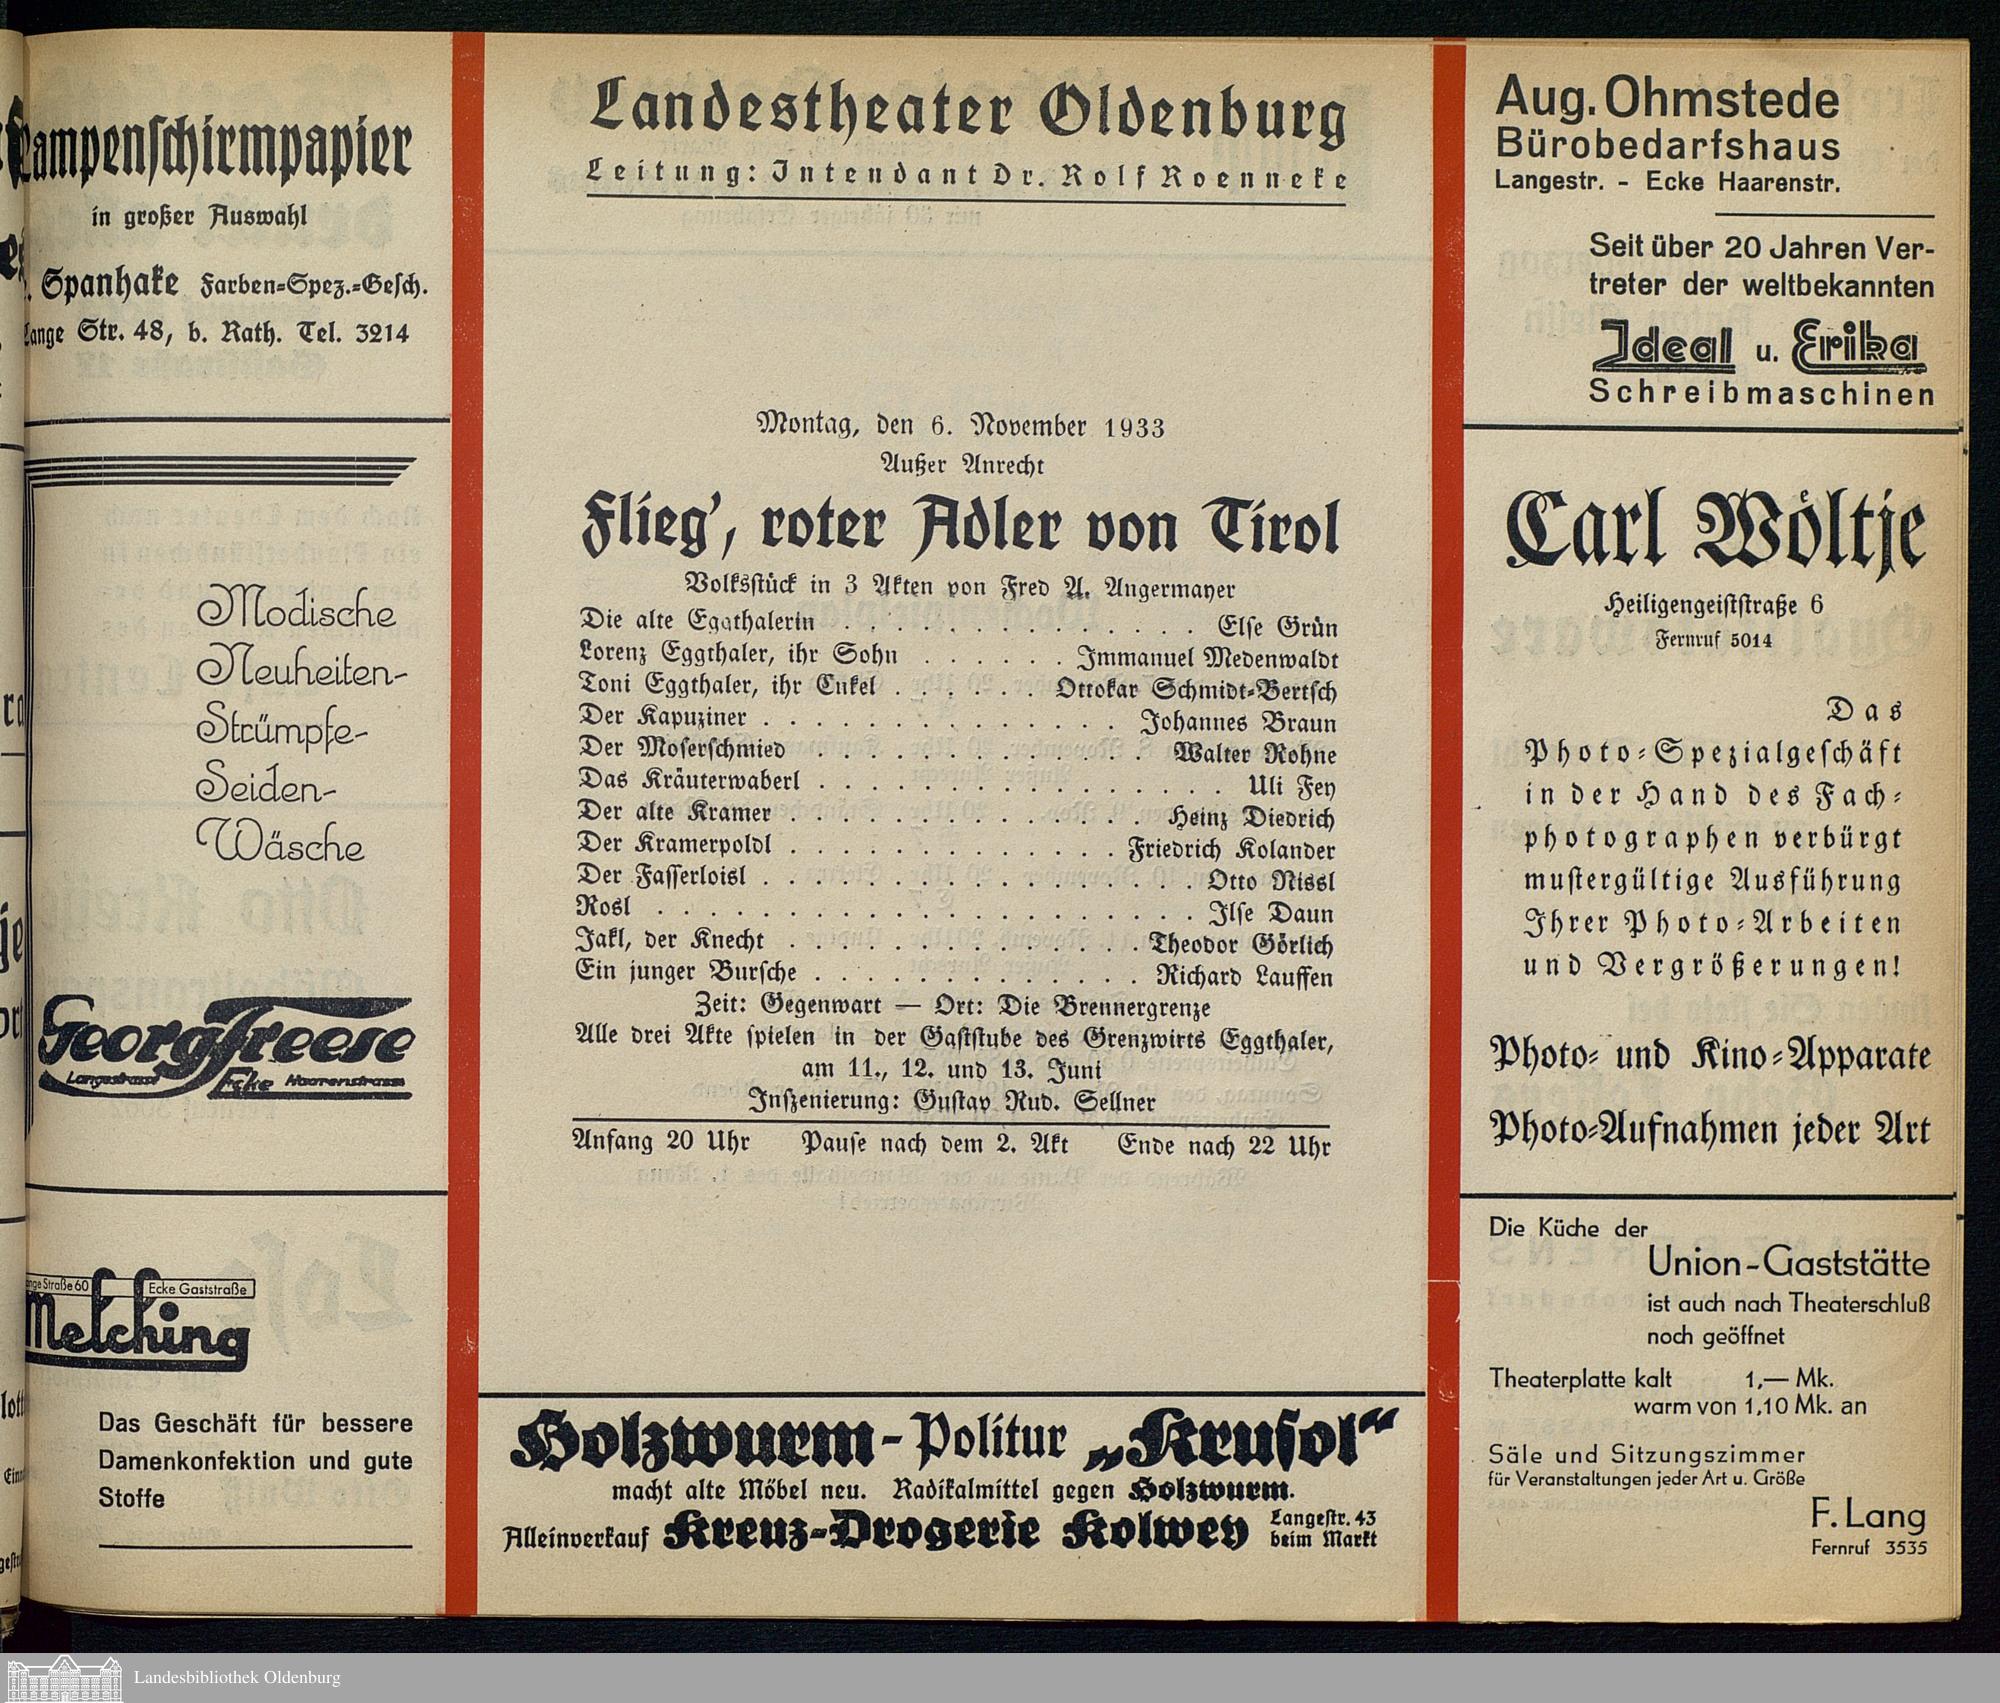 Lampenschirmpapier
in großer Auswahl
Spanhake Farben=Spez.=Gesch.
Lange Str. 48, b. Rath. Tel. 3214
Modische
Neuheiten-
Strümpfe-
Seiden-
Wäsche
Georg Freese
Langestrasse Ecke Haarenstrasse
Lange Straße 60 Ecke Gaststraße
Melching
Das Geschäft für bessere
Damenkonfektion und gute
Stoffe
Landestheater Oldenburg
Leitung: Intendant Dr. Rolf Roenneke
Montag, den 6. November 1933
Außer Anrecht
Flieg', roter Adler von Tirol
Volksstück in 3 Akten von Fred A. Angermayer
Die alte Eggthalerin . . . . . . . . . . . . . . Else Grün
Lorenz Eggthaler, ihr Sohn . . . . . . Immanuel Medenwaldt
Toni Eggthaler, ihr Enkel . . . . . . Ottokar Schmidt=Bertsch
Der Kapuziner . . . . . . . . . . . . . . Johannes Braun
Der Moserschmied . . . . . . . . . . . . . Walter Rohne
Das Kräuterwaberl . . . . . . . . . . . . . . . . Uli Fey
Der alte Kramer . . . . . . . . . . . . . . . Heinz Diedrich
Der Kramerpoldl . . . . . . . . . . . . . Friedrich Kolander
Der Fasserloisl . . . . . . . . . . . . . . . . . Otto Nissl
Rosl . . . . . . . . . . . . . . . . . . . . . Ilse Daun
Jakl, der Knecht . . . . . . . . . . . . . . Theodor Görlich
Ein junger Bursche . . . . . . . . . . . . . Richard Lauffen
Zeit: Gegenwart — Ort: Die Brennergrenze
Alle drei Akte spielen in der Gaststube des Grenzwirts Eggthaler,
am 11., 12. und 13. Juni
Inszenierung: Gustav Rud. Sellner
Anfang 20 Uhr Pause nach dem 2. Akt Ende nach 22 Uhr
Holzwurm-Politur „Krusol“
macht alte Möbel neu. Radikalmittel gegen Holzwurm.
Alleinverkauf Kreuz-Drogerie Kolwey Langestr. 43
beim Markt
Aug. Ohmstede
Bürobedarfshaus
Langestr. - Ecke Haarenstr.
Seit über 20 Jahren Ver-
treter der weltbekannten
Ideal u. Erika
Schreibmaschinen
Carl Wöltje
Heiligengeiststraße 6
Fernruf 5014
Das
Photo=Spezialgeschäft
in der Hand des Fach=
photographen verbürgt
mustergültige Ausführung
Ihrer Photo=Arbeiten
und Vergrößerungen!
Photo= und Kino=Apparate
Photo=Aufnahmen jeder Art
Die Küche der
Union-Gaststätte
ist auch nach Theaterschluß
noch geöffnet
Theaterplatte kalt 1,— Mk.
warm von 1,10 Mk. an
Säle und Sitzungszimmer
für Veranstaltungen jeder Art u. Größe
F. Lang
Fernruf 3535
Landesbibliothek Oldenburg